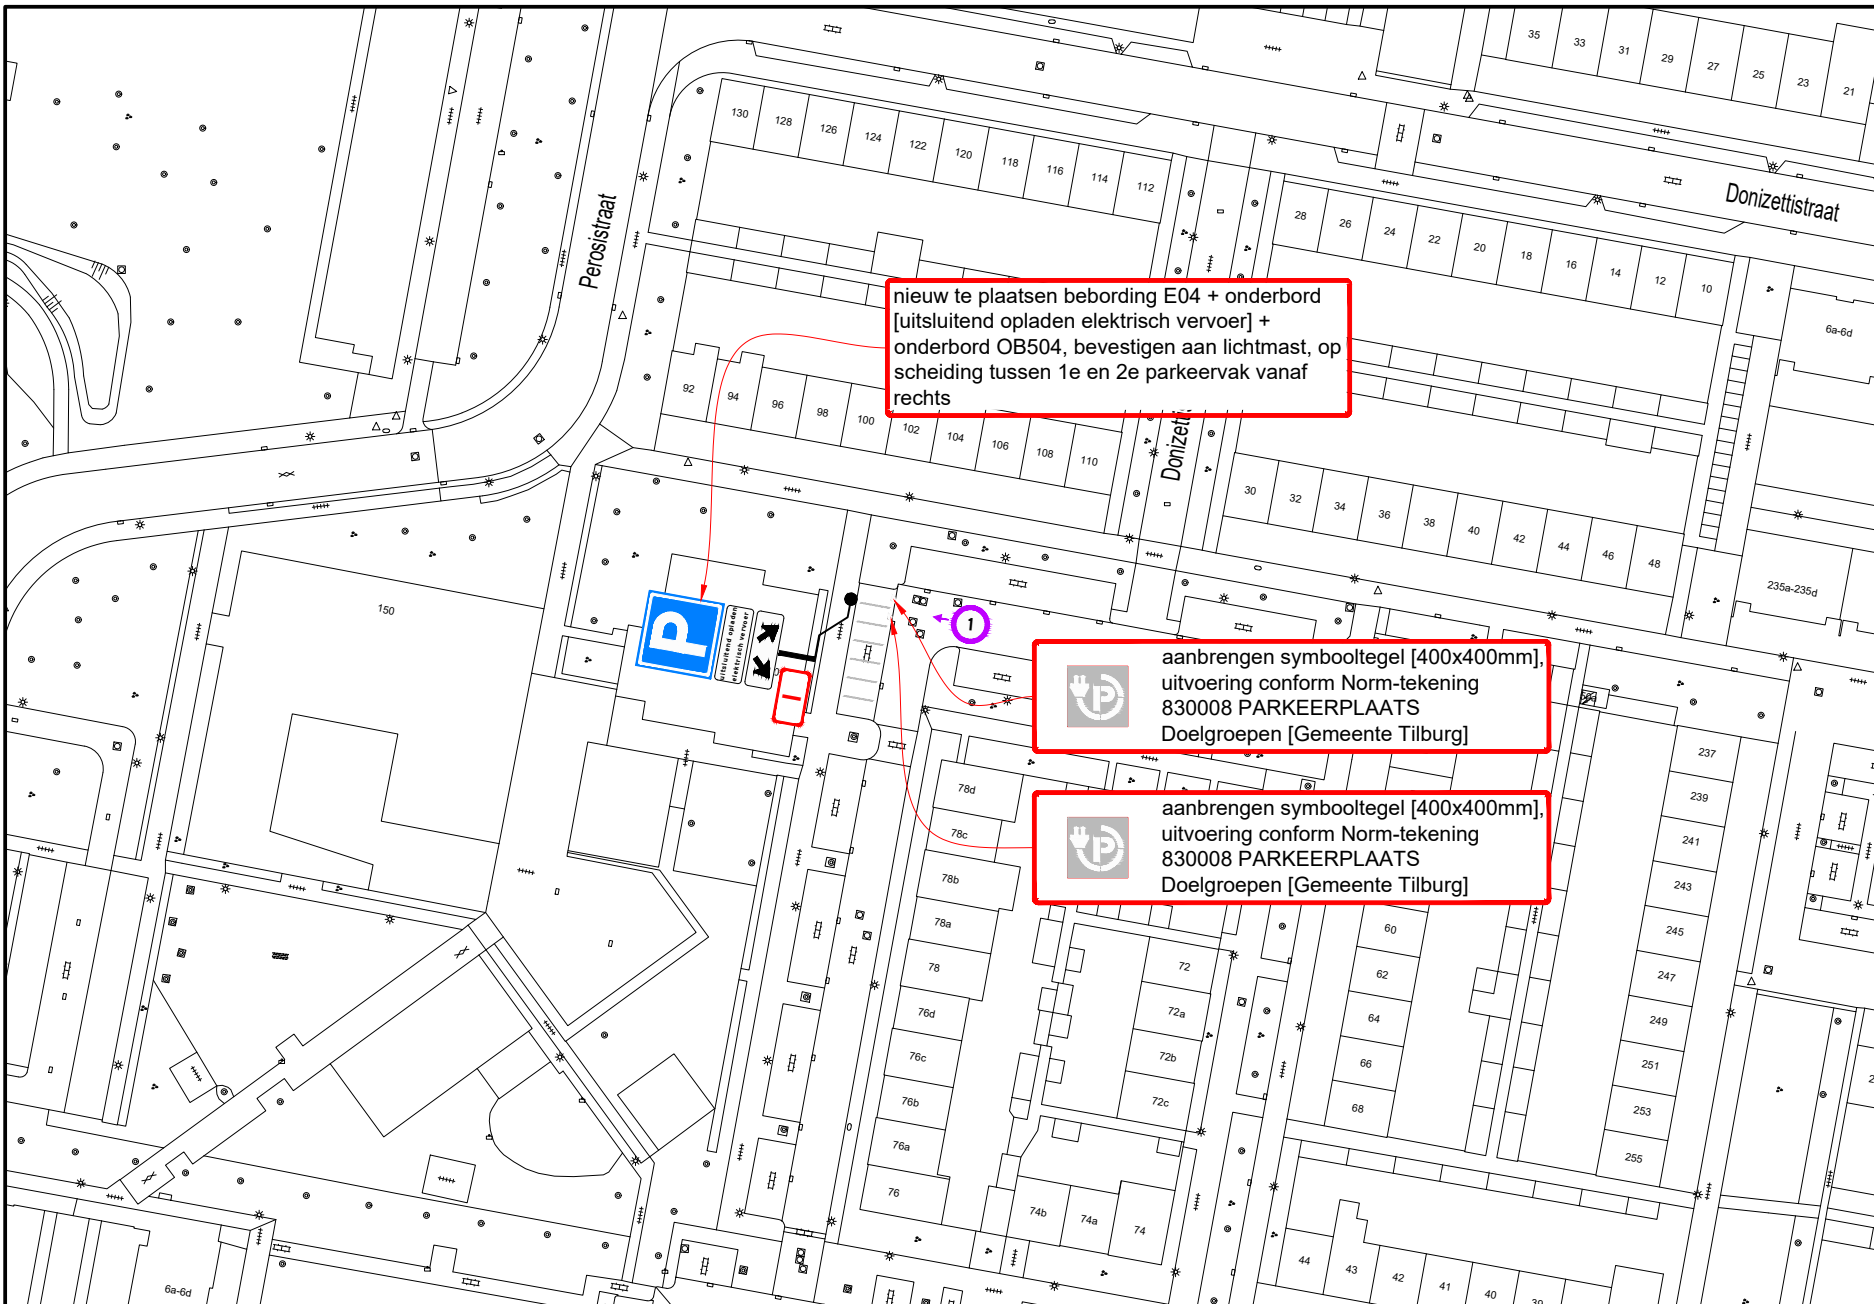 35
33
31
29
27
25
23
21
130
128
126
124
122
120
118
116
114
112
Donizettistraat
Perosistraat
28
26
24
22
20
18
16
14
12
10
6a-6d
nieuw te plaatsen bebording E04 + onderbord
[uitsluitend opladen elektrisch vervoer] +
onderbord OB504, bevestigen aan lichtmast, op
scheiding tussen 1e en 2e parkeervak vanaf
rechts
92
94
96
98
100
102
104
106
108
110
Donizett
30
32
34
36
38
40
42
44
46
48
235a-235d
150
P
uitsluitend opladen
elektrisch vervoer
1
aanbrengen symbooltegel [400x400mm],
uitvoering conform Norm-tekening
830008 PARKEERPLAATS
Doelgroepen [Gemeente Tilburg]
P
aanbrengen symbooltegel [400x400mm],
uitvoering conform Norm-tekening
830008 PARKEERPLAATS
Doelgroepen [Gemeente Tilburg]
P
78d
78c
78b
78a
78
76d
76c
76b
76a
76
72
72a
72b
72c
74b
74a
74
60
62
64
66
68
237
239
241
243
245
247
249
251
253
255
44
43
42
41
40
6a-6d